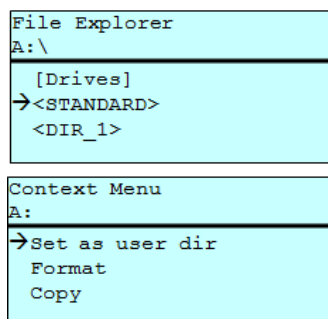 File Explorer
A:\
[Drives]
→<STANDARD>
<DIR_1>
Context Menu
A:
→Set as user dir
Format
Copy